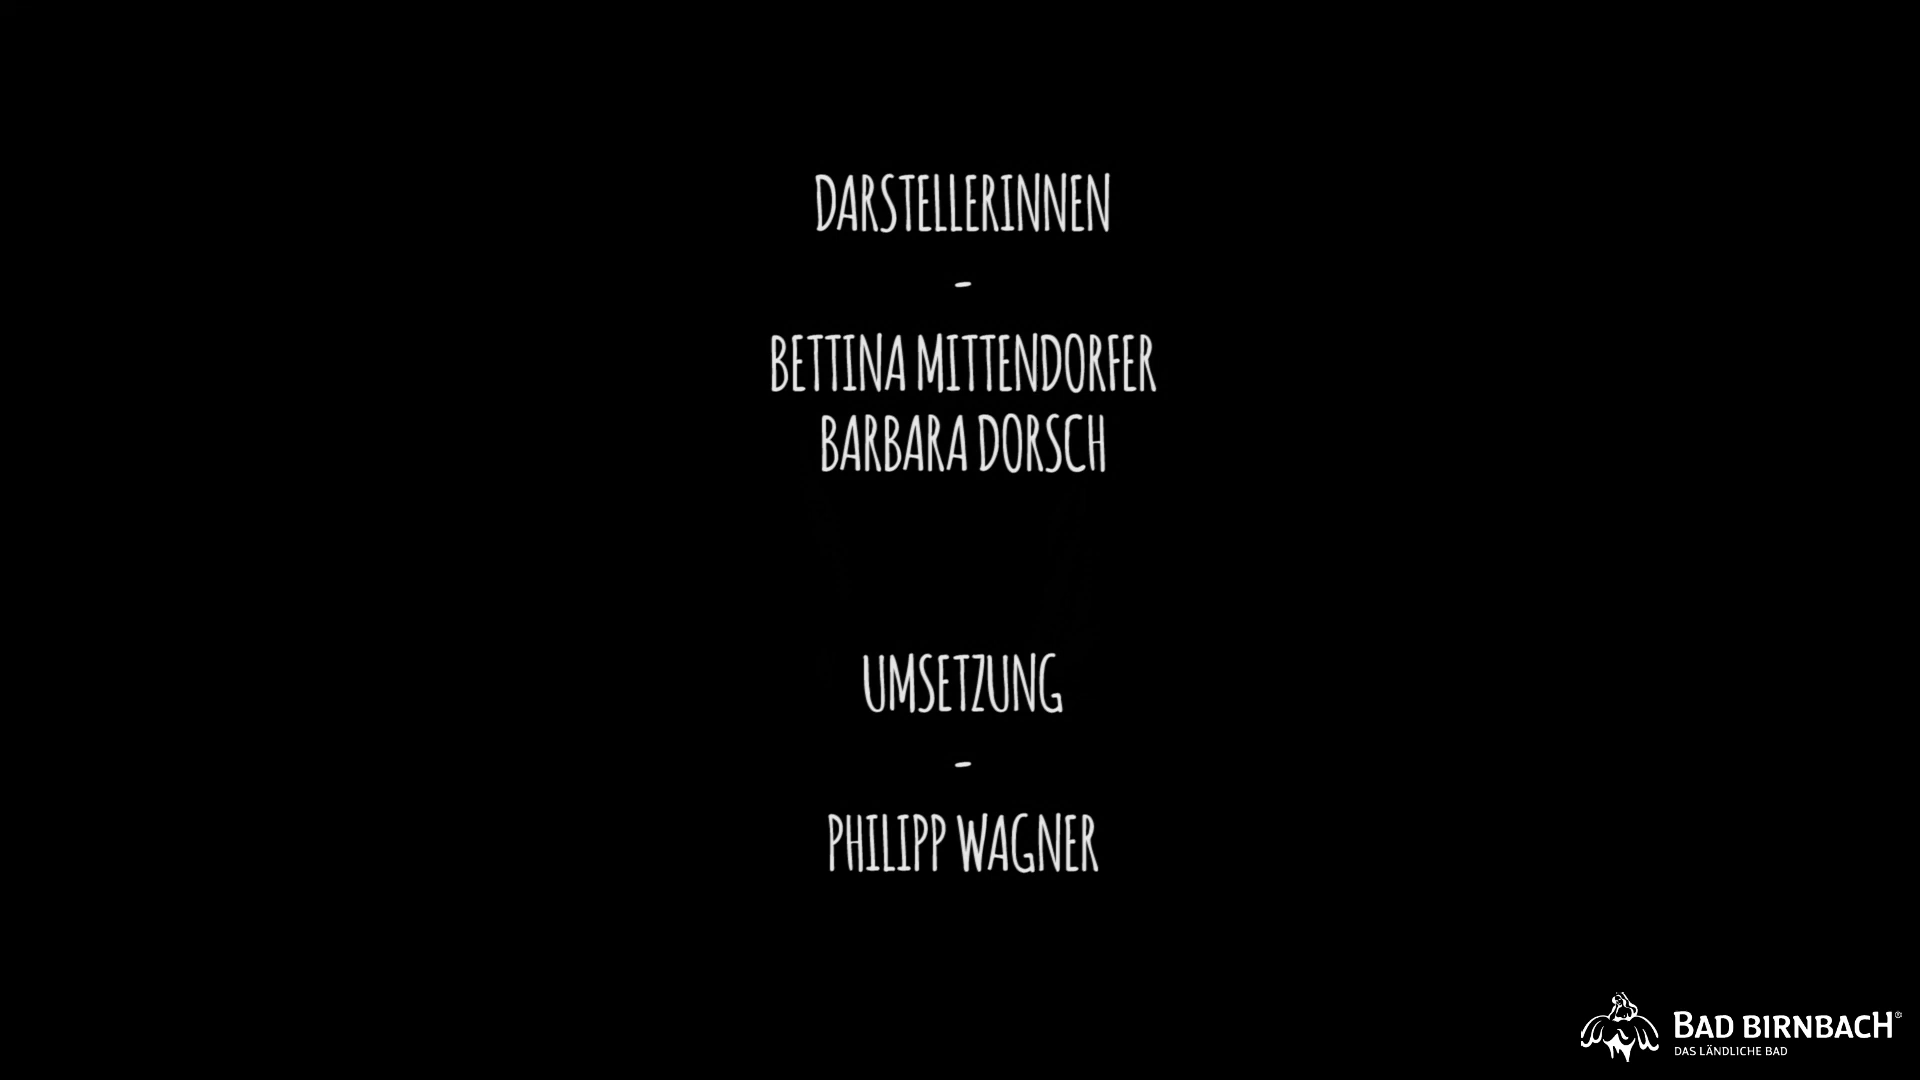 DARSTELLERINNEN
-
BETTINA MITTENDORFER
BARBARA DORSCH
UMSETZUNG
-
PHILIPP WAGNER
BAD BIRNBACH®
DAS LÄNDLICHE BAD